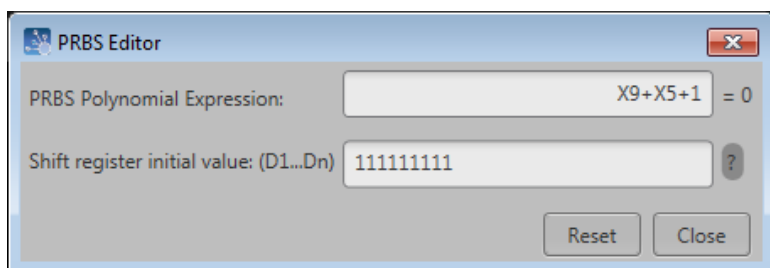 PRBS Editor
PRBS Polynomial Expression: X9+X5+1 = 0
Shift register initial value: (D1...Dn) 111111111 ?
Reset Close